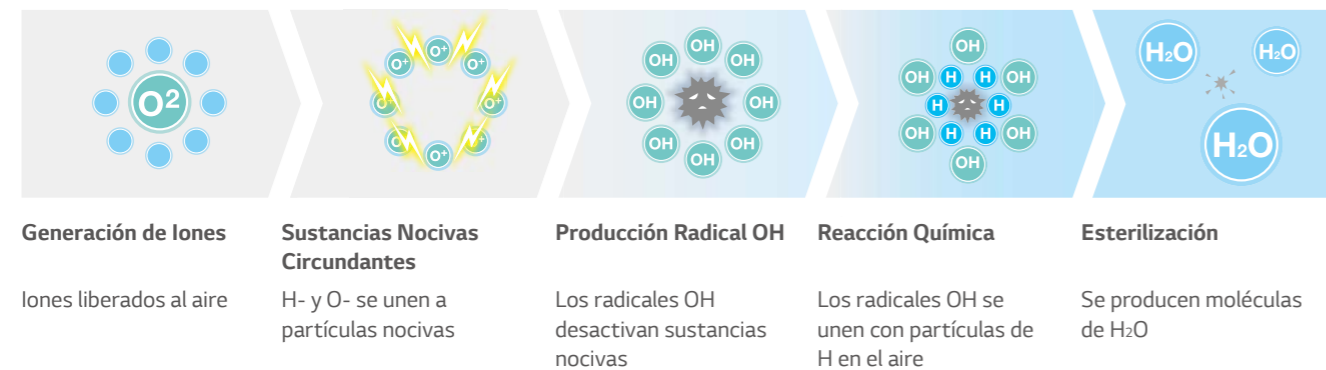 O2
O+
O+
O+
O+
O+
O+
O+
O+
OH
OH
OH
OH
OH
OH
OH
OH
OH
OH
H
H
OH
H
H
OH
H
H
OH
OH
H2O
H2O
H2O
Generación de Iones
Iones liberados al aire
Sustancias Nocivas
Circundantes
H- y O- se unen a
partículas nocivas
Producción Radical OH
Los radicales OH
desactivan sustancias
nocivas
Reacción Química
Los radicales OH se
unen con partículas de
H en el aire
Esterilización
Se producen moléculas
de H2O